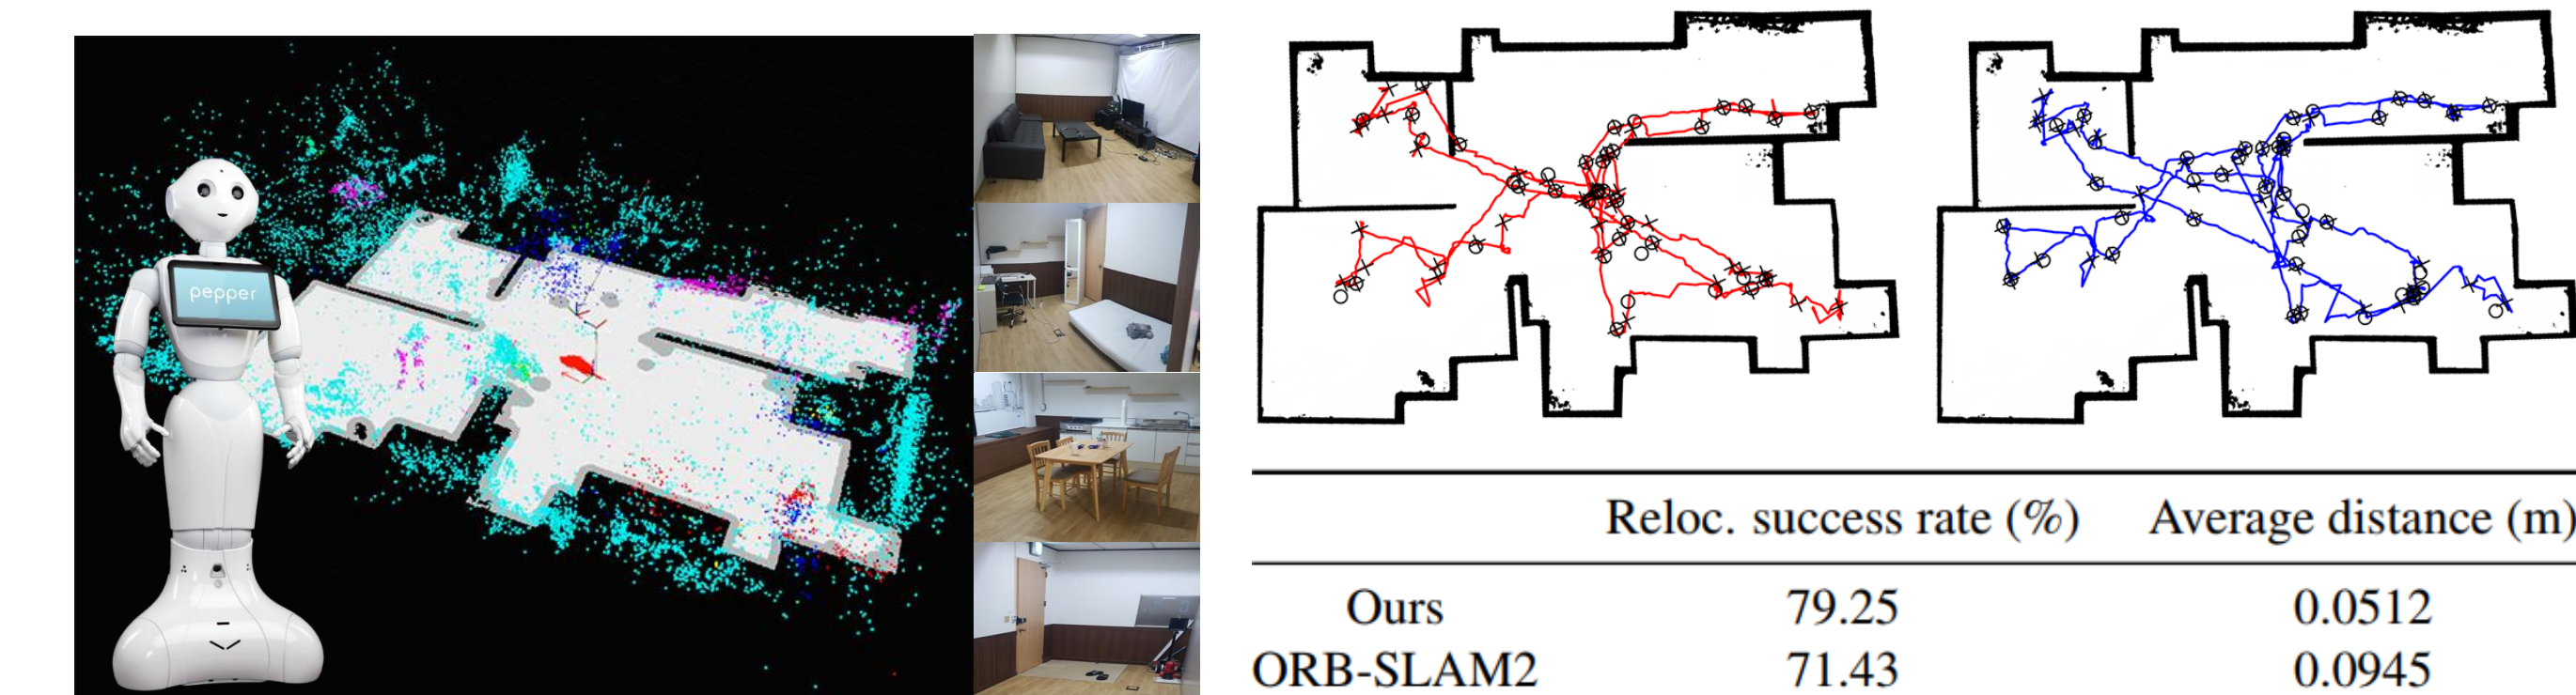 pepper
Reloc. success rate (%) Average distance (m)
Ours 79.25 0.0512
ORB-SLAM2 71.43 0.0945